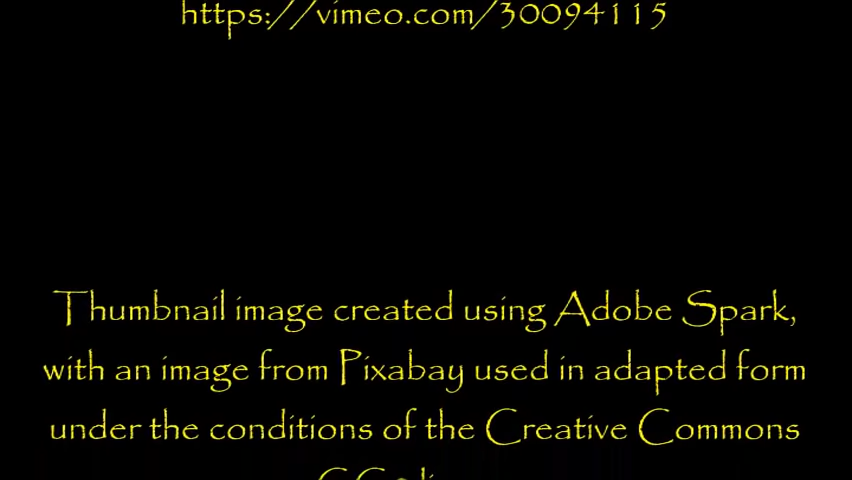 https://vimeo.com/30094115
Thumbnail image created using Adobe Spark,
with an image from Pixabay used in adapted form
under the conditions of the Creative Commons